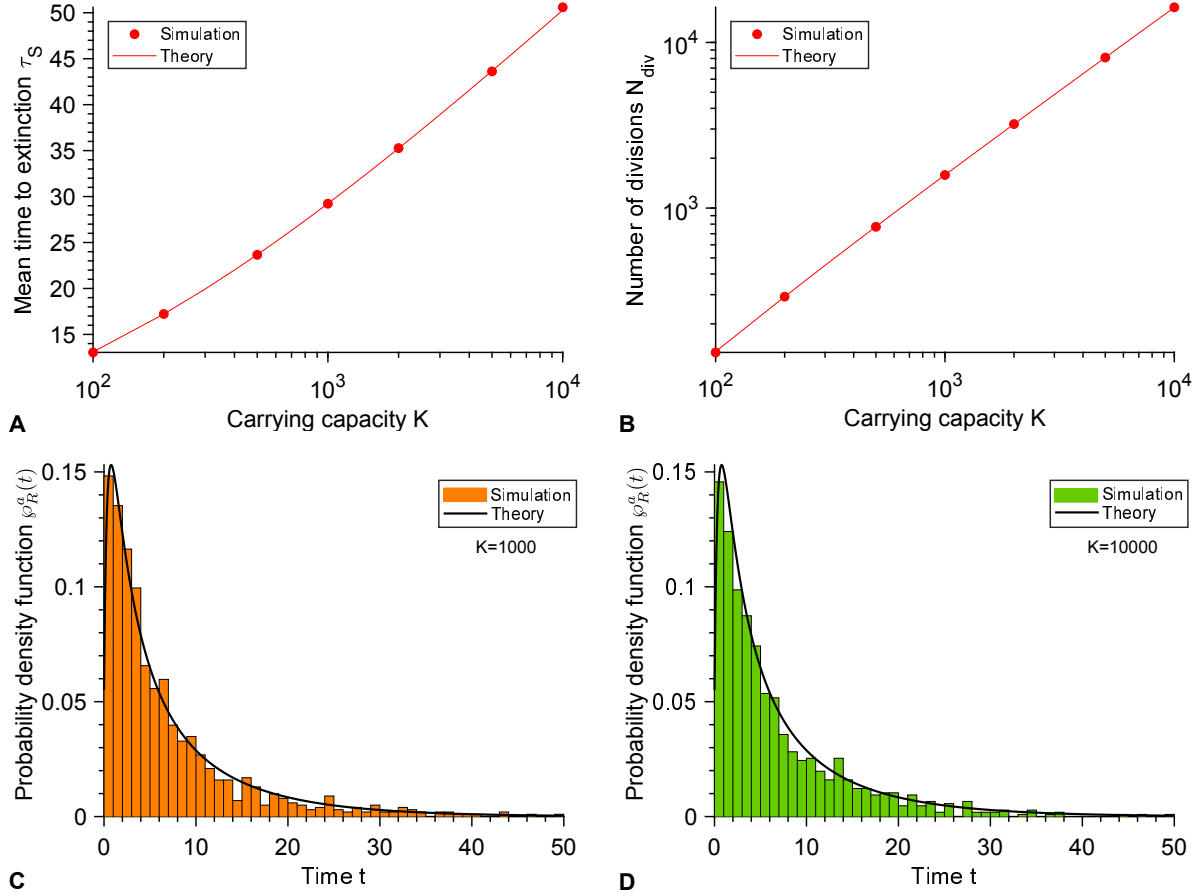 50
45
40
35
30
25
20
15
Mean time to extinction τ_S
Simulation
Theory
10^2
10^3
10^4
Carrying capacity K
A
10^4
10^3
Number of divisions N_div
Simulation
Theory
10^2
10^3
10^4
Carrying capacity K
B
0.15
0.1
0.05
0
Probability density function ℘^a_R(t)
Simulation
Theory
K=1000
0
10
20
30
40
50
Time t
C
0.15
0.1
0.05
0
Probability density function ℘^a_R(t)
Simulation
Theory
K=10000
0
10
20
30
40
50
Time t
D